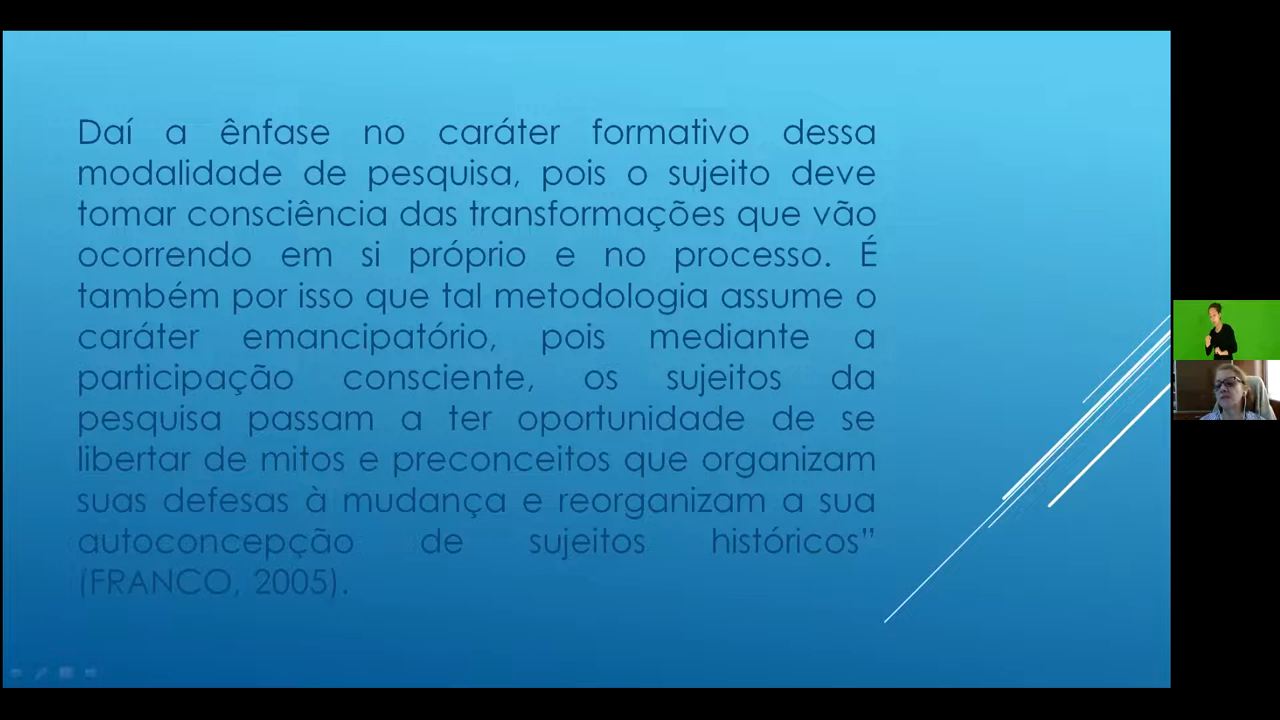 Daí a ênfase no caráter formativo dessa
modalidade de pesquisa, pois o sujeito deve
tomar consciência das transformações que vão
ocorrendo em si próprio e no processo. É
também por isso que tal metodologia assume o
caráter emancipatório, pois mediante a
participação consciente, os sujeitos da
pesquisa passam a ter oportunidade de se
libertar de mitos e preconceitos que organizam
suas defesas à mudança e reorganizam a sua
autoconcepção de sujeitos históricos”
(FRANCO, 2005).